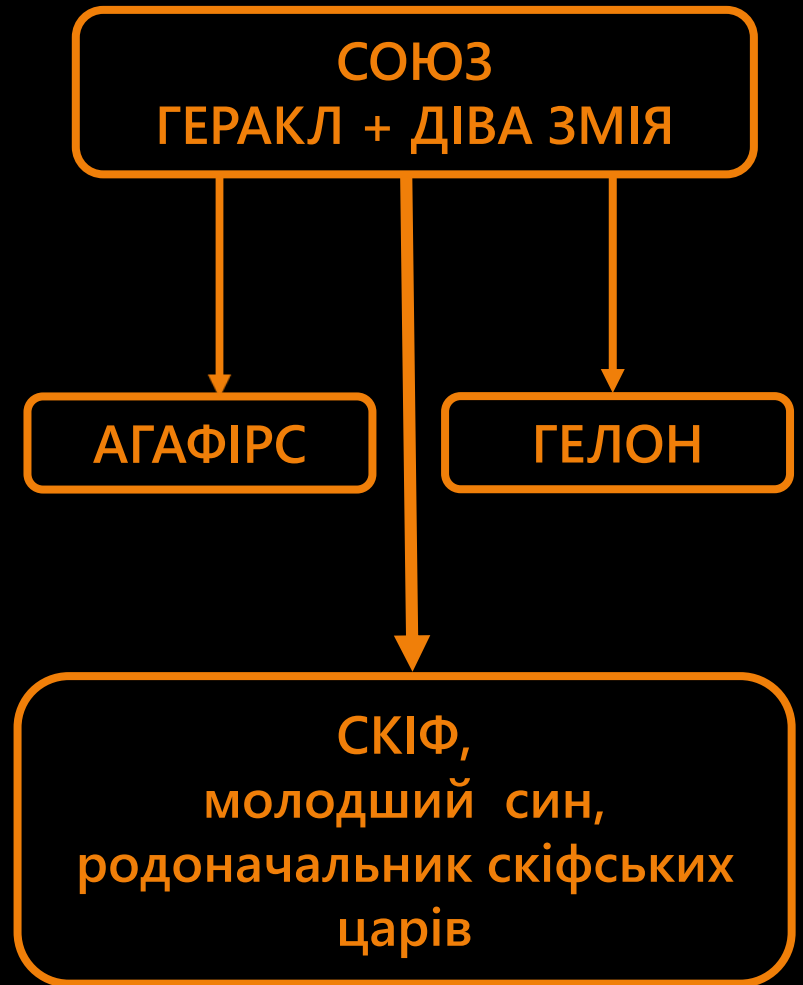 СОЮЗ
ГЕРАКЛ + ДІВА ЗМІЯ
АГАФІРС
ГЕЛОН
СКІФ,
молодший син,
родоначальник скіфських
царів